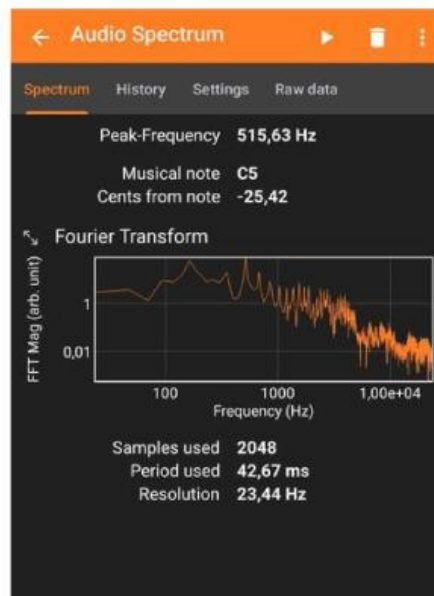 Audio Spectrum
Spectrum History Settings Raw data
Peak-Frequency 515,63 Hz
Musical note C5
Cents from note -25,42
Fourier Transform
FFT Mag (arb. unit)
1
0,01
100 1000 1,00e+04
Frequency (Hz)
Samples used 2048
Period used 42,67 ms
Resolution 23,44 Hz